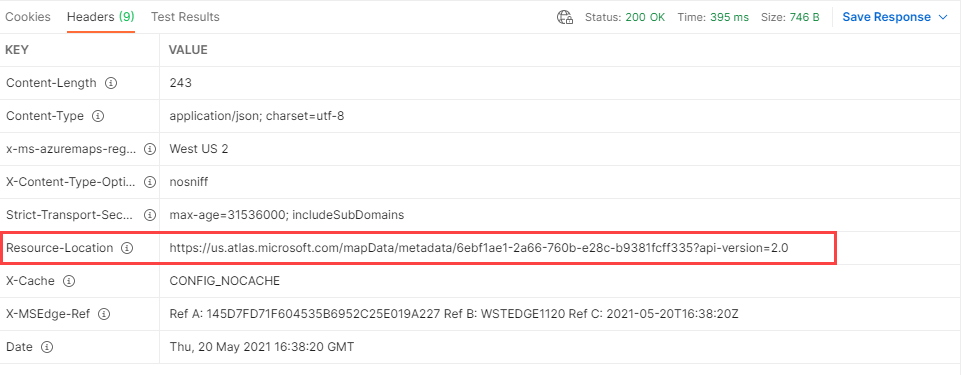 Cookies Headers (9) Test Results Status: 200 OK Time: 395 ms Size: 746 B Save Response
KEY VALUE
Content-Length 243
Content-Type application/json; charset=utf-8
x-ms-azuremaps-reg... West US 2
X-Content-Type-Opti... nosniff
Strict-Transport-Sec... max-age=31536000; includeSubDomains
Resource-Location https://us.atlas.microsoft.com/mapData/metadata/6ebf1ae1-2a66-760b-e28c-b9381fcff335?api-version=2.0
X-Cache CONFIG_NOCACHE
X-MSEdge-Ref Ref A: 145D7FD71F604535B6952C25E019A227 Ref B: WSTEDGE1120 Ref C: 2021-05-20T16:38:20Z
Date Thu, 20 May 2021 16:38:20 GMT